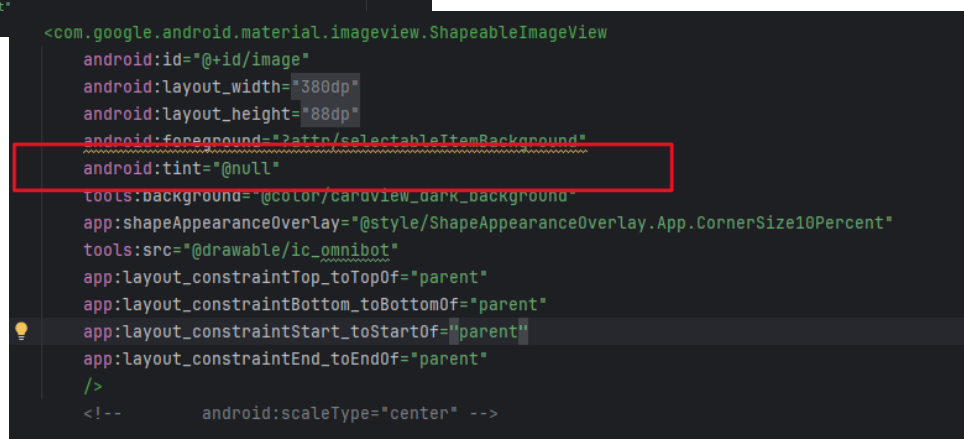 t"
<com.google.android.material.imageview.ShapeableImageView
android:id="@+id/image"
android:layout_width="380dp"
android:layout_height="88dp"
android:foreground="?attr/selectableItemBackground"
android:tint="@null"
tools:background="@color/cardview_dark_background"
app:shapeAppearanceOverlay="@style/ShapeAppearanceOverlay.App.CornerSize10Percent"
tools:src="@drawable/ic_omnibot"
app:layout_constraintTop_toTopOf="parent"
app:layout_constraintBottom_toBottomOf="parent"
app:layout_constraintStart_toStartOf="parent"
app:layout_constraintEnd_toEndOf="parent"
/>
<!--        android:scaleType="center" -->